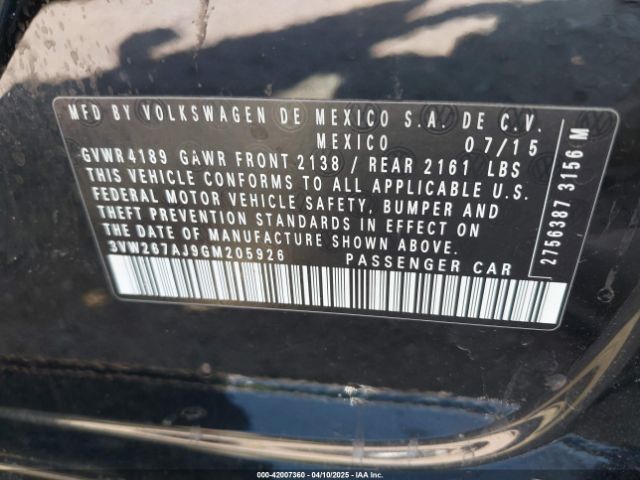 MFD BY VOLKSWAGEN DE MEXICO S.A. DE C.V.
MEXICO 07/15
GVWR 4189 GAWR FRONT 2138 / REAR 2161 LBS
THIS VEHICLE CONFORMS TO ALL APPLICABLE U.S.
FEDERAL MOTOR VEHICLE SAFETY, BUMPER AND
THEFT PREVENTION STANDARDS IN EFFECT ON
THE DATE OF MANUFACTURE SHOWN ABOVE.
3VW267AJ9GM205926 PASSENGER CAR
2756387 3156 M
000-42007360 - 04/10/2025 - IAA Inc.